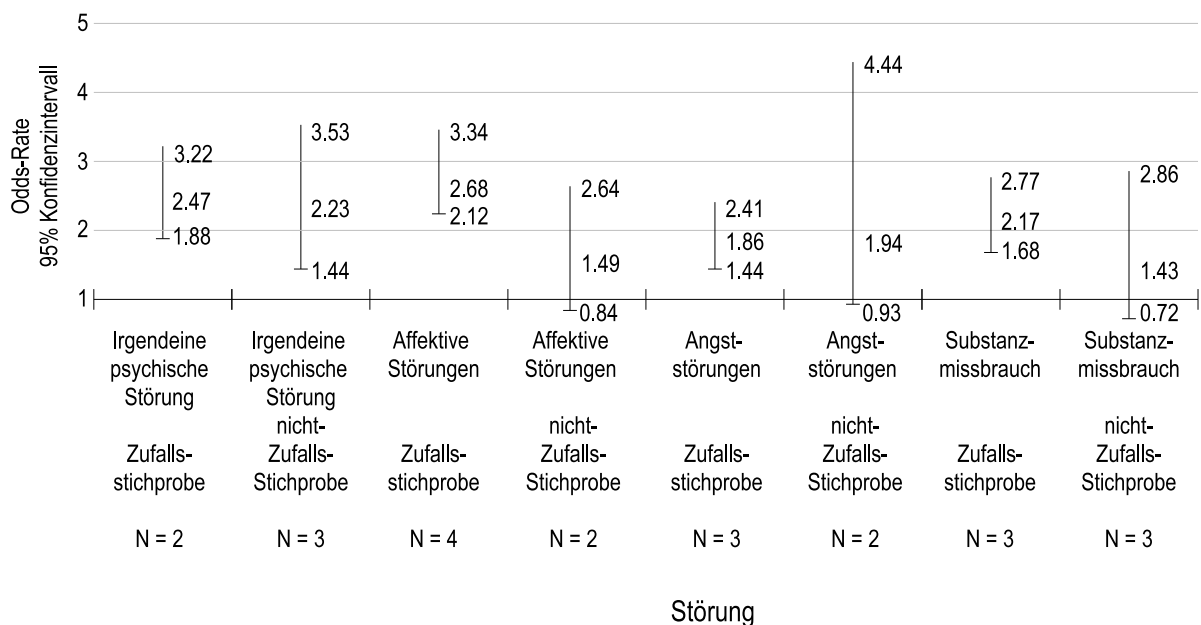 5
4
3
2
1
Odds-Rate
95% Konfidenzintervall
3.22
2.47
1.88
3.53
2.23
1.44
3.34
2.68
2.12
2.64
1.49
0.84
2.41
1.86
1.44
4.44
1.94
0.93
2.77
2.17
1.68
2.86
1.43
0.72
Irgendeine
psychische
Störung
Zufalls-
stichprobe
N = 2
Irgendeine
psychische
Störung
nicht-
Zufalls-
Stichprobe
N = 3
Affektive
Störungen
Zufalls-
stichprobe
N = 4
Affektive
Störungen
nicht-
Zufalls-
Stichprobe
N = 2
Angst-
störungen
Zufalls-
stichprobe
N = 3
Angst-
störungen
nicht-
Zufalls-
Stichprobe
N = 2
Substanz-
missbrauch
Zufalls-
stichprobe
N = 3
Substanz-
missbrauch
nicht-
Zufalls-
Stichprobe
N = 3
Störung